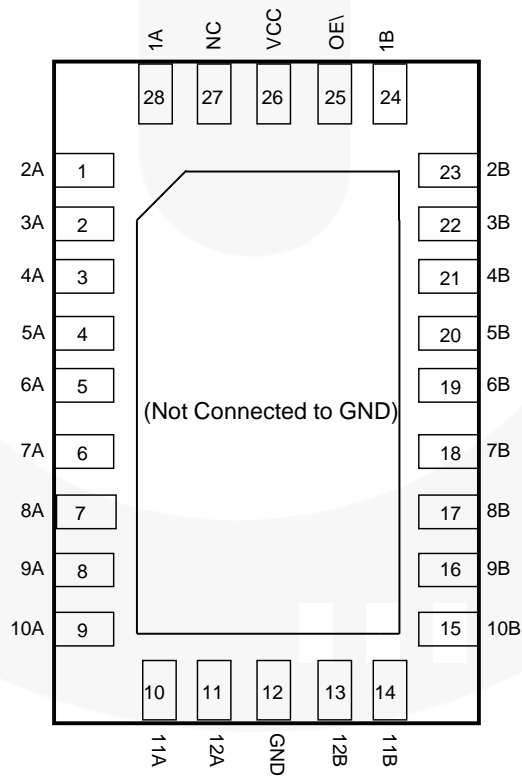 1A NC VCC OE\ 1B
28 27 26 25 24
2A 1 23 2B
3A 2 22 3B
4A 3 21 4B
5A 4 20 5B
6A 5 19 6B
(Not Connected to GND)
7A 6 18 7B
8A 7 17 8B
9A 8 16 9B
10A 9 15 10B
10 11 12 13 14
11A 12A GND 12B 11B